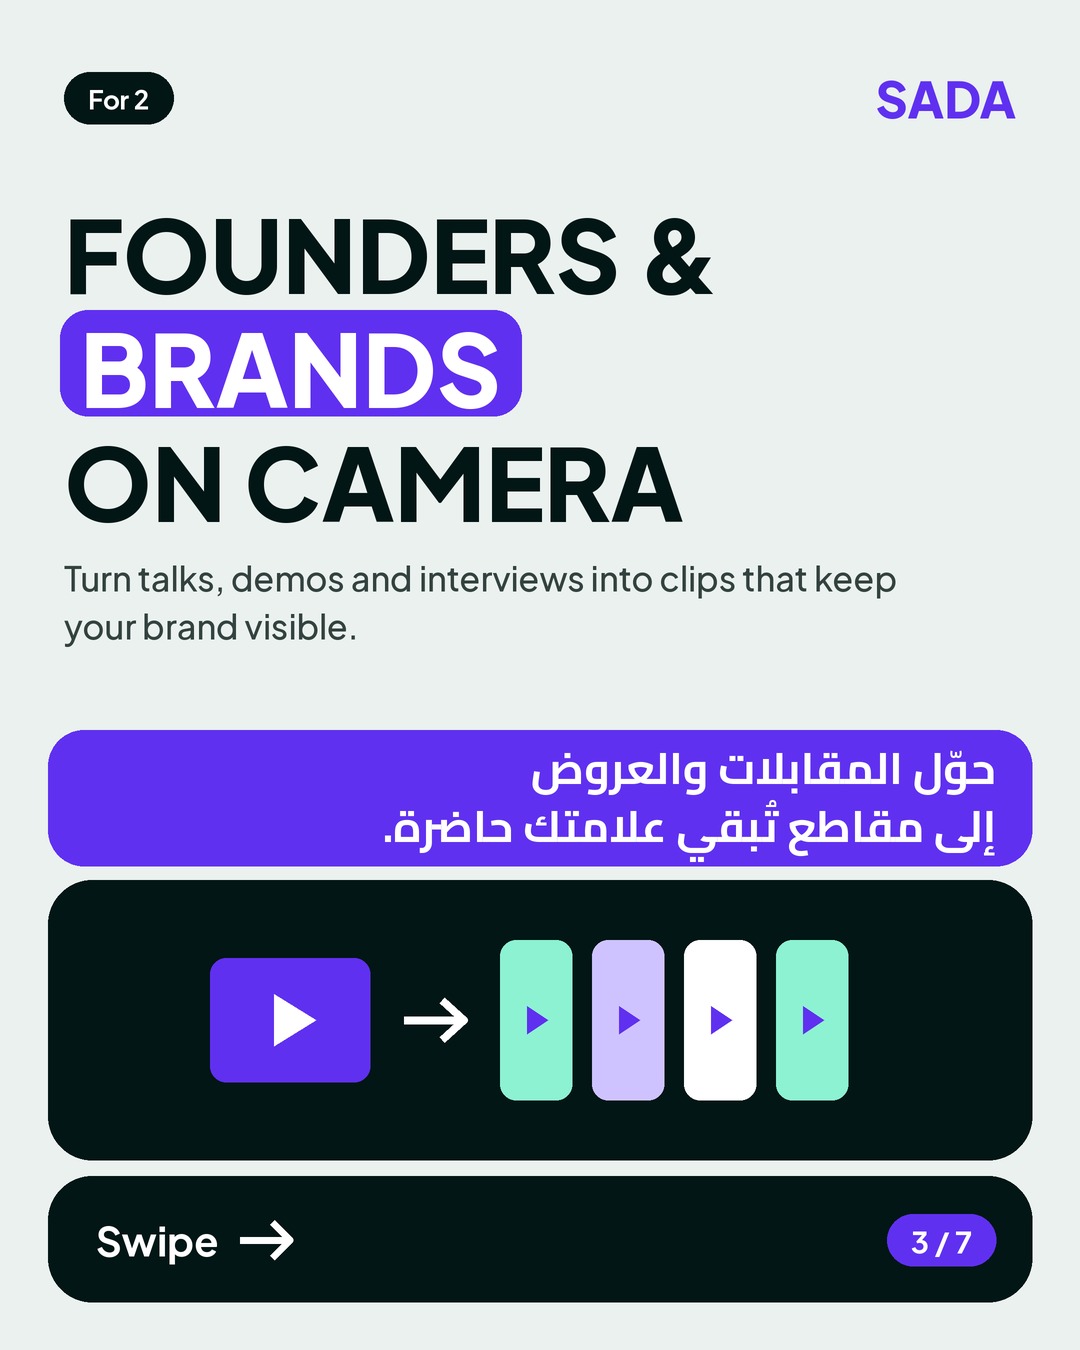 For 2
SADA
FOUNDERS &
BRANDS
ON CAMERA
Turn talks, demos and interviews into clips that keep
your brand visible.
حوّل المقابلات والعروض
إلى مقاطع تُبقي علامتك حاضرة.
Swipe →
3 / 7